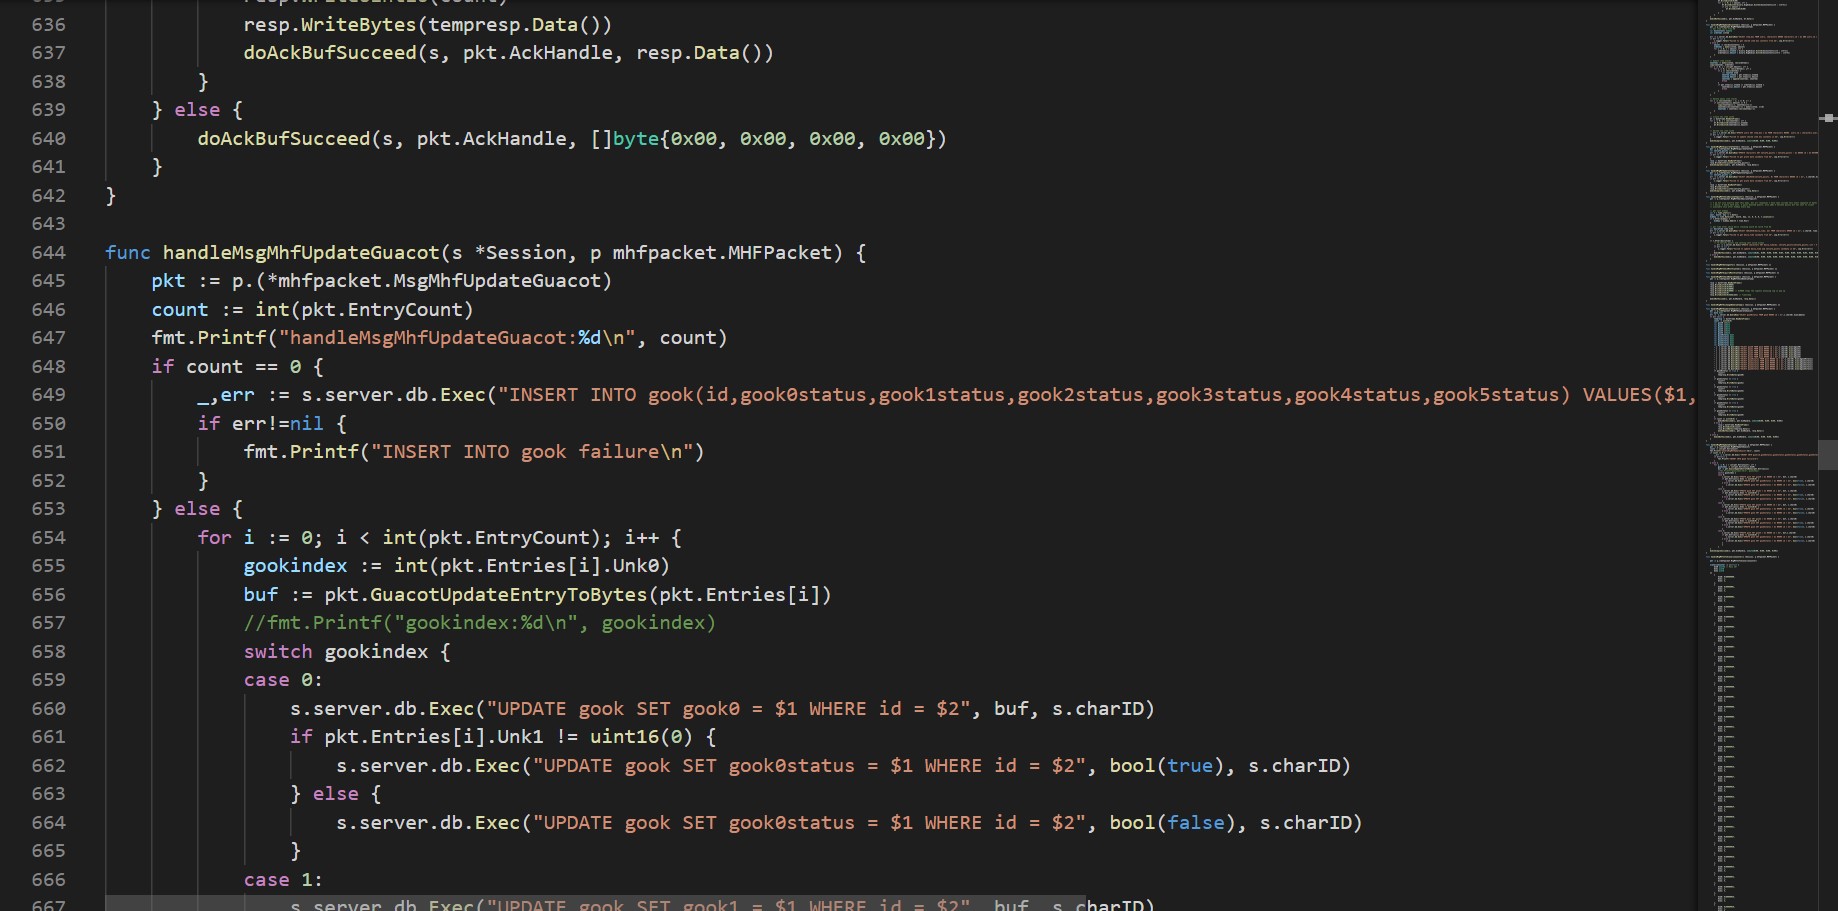 636 resp.WriteBytes(tempresp.Data())
637 doAckBufSucceed(s, pkt.AckHandle, resp.Data())
638 }
639 } else {
640 doAckBufSucceed(s, pkt.AckHandle, []byte{0x00, 0x00, 0x00, 0x00})
641 }
642 }
643
644 func handleMsgMhfUpdateGuacot(s *Session, p mhfpacket.MHFPacket) {
645 pkt := p.(*mhfpacket.MsgMhfUpdateGuacot)
646 count := int(pkt.EntryCount)
647 fmt.Printf("handleMsgMhfUpdateGuacot:%d\n", count)
648 if count == 0 {
649 _,err := s.server.db.Exec("INSERT INTO gook(id,gook0status,gook1status,gook2status,gook3status,gook4status,gook5status) VALUES($1,
650 if err!=nil {
651 fmt.Printf("INSERT INTO gook failure\n")
652 }
653 } else {
654 for i := 0; i < int(pkt.EntryCount); i++ {
655 gookindex := int(pkt.Entries[i].Unk0)
656 buf := pkt.GuacotUpdateEntryToBytes(pkt.Entries[i])
657 //fmt.Printf("gookindex:%d\n", gookindex)
658 switch gookindex {
659 case 0:
660 s.server.db.Exec("UPDATE gook SET gook0 = $1 WHERE id = $2", buf, s.charID)
661 if pkt.Entries[i].Unk1 != uint16(0) {
662 s.server.db.Exec("UPDATE gook SET gook0status = $1 WHERE id = $2", bool(true), s.charID)
663 } else {
664 s.server.db.Exec("UPDATE gook SET gook0status = $1 WHERE id = $2", bool(false), s.charID)
665 }
666 case 1:
667 s.server.db.Exec("UPDATE gook SET gook1 = $1 WHERE id = $2", buf, s.charID)